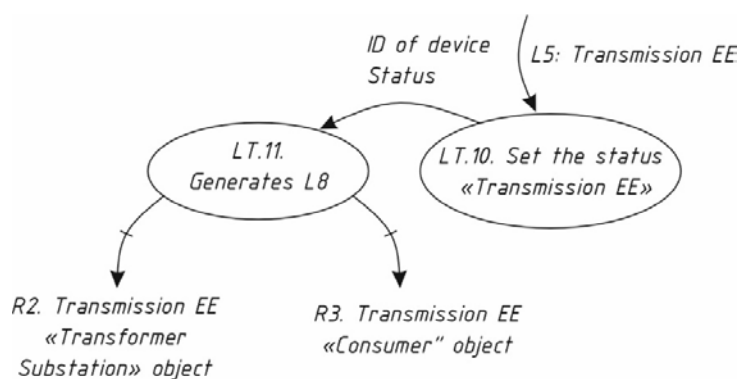 ID of device
Status
L5: Transmission EE
LT.11.
Generates L8
LT.10. Set the status
«Transmission EE»
R2. Transmission EE
«Transformer
Substation» object
R3. Transmission EE
«Consumer" object